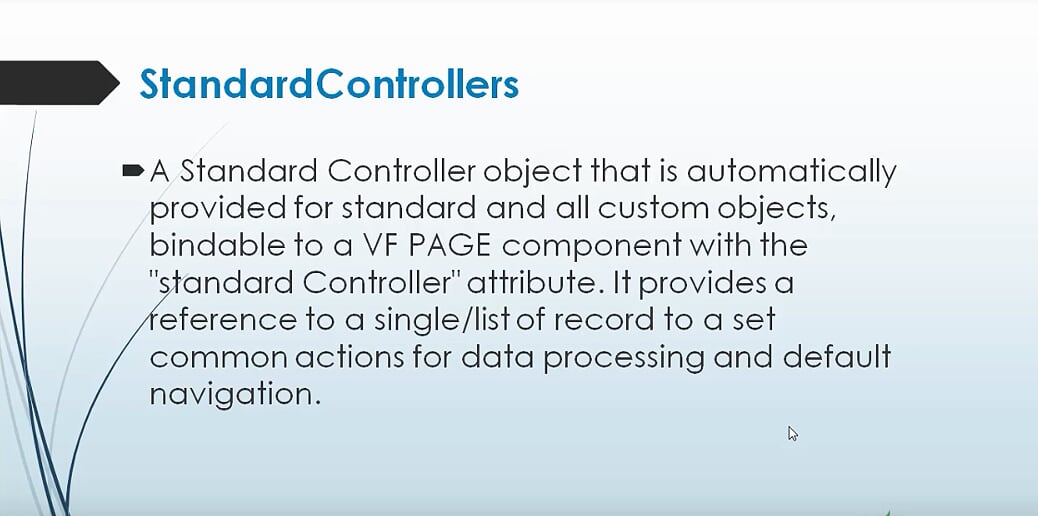 StandardControllers
A Standard Controller object that is automatically
provided for standard and all custom objects,
bindable to a VF PAGE component with the
"standard Controller" attribute. It provides a
reference to a single/list of record to a set
common actions for data processing and default
navigation.